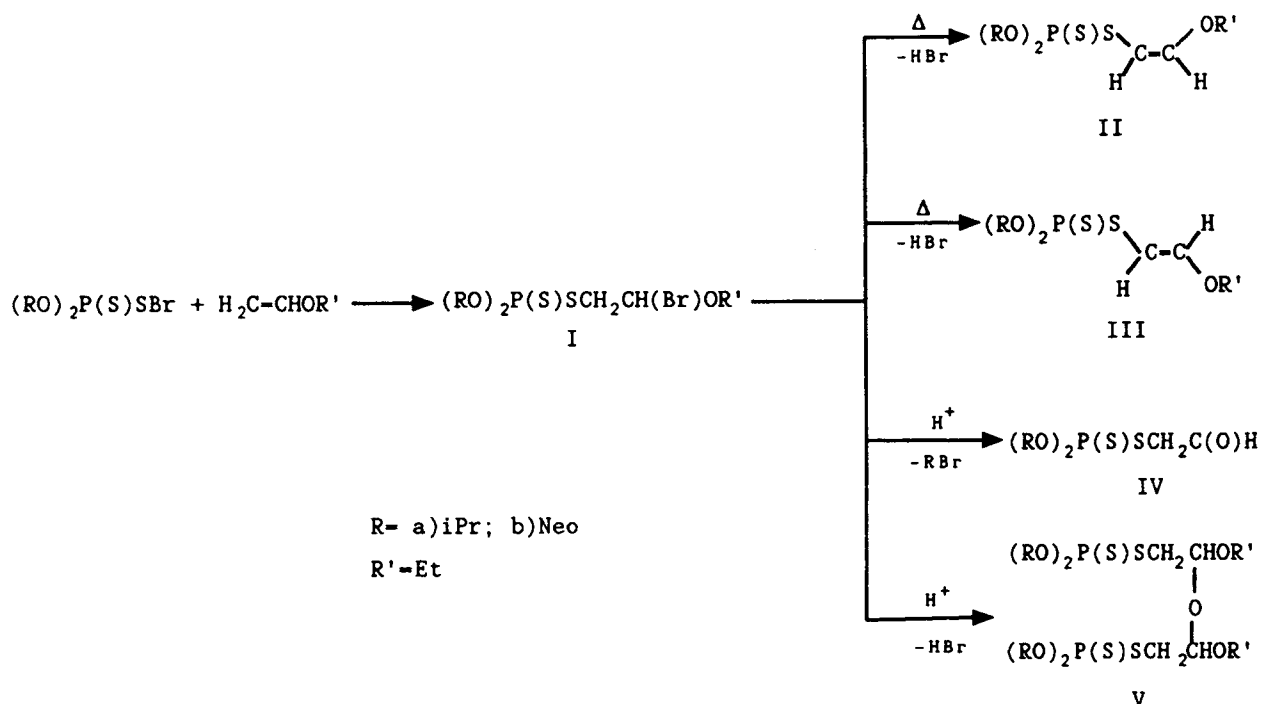 (RO)₂P(S)SBr + H₂C=CHOR' → (RO)₂P(S)SCH₂CH(Br)OR'
I
Δ
-HBr
(RO)₂P(S)S C=C OR'
H H
II
Δ
-HBr
(RO)₂P(S)S C=C H
H OR'
III
H⁺
-RBr
(RO)₂P(S)SCH₂C(O)H
IV
H⁺
-HBr
(RO)₂P(S)SCH₂CHOR'
O
(RO)₂P(S)SCH₂CHOR'
V
R= a)iPr; b)Neo
R'=Et